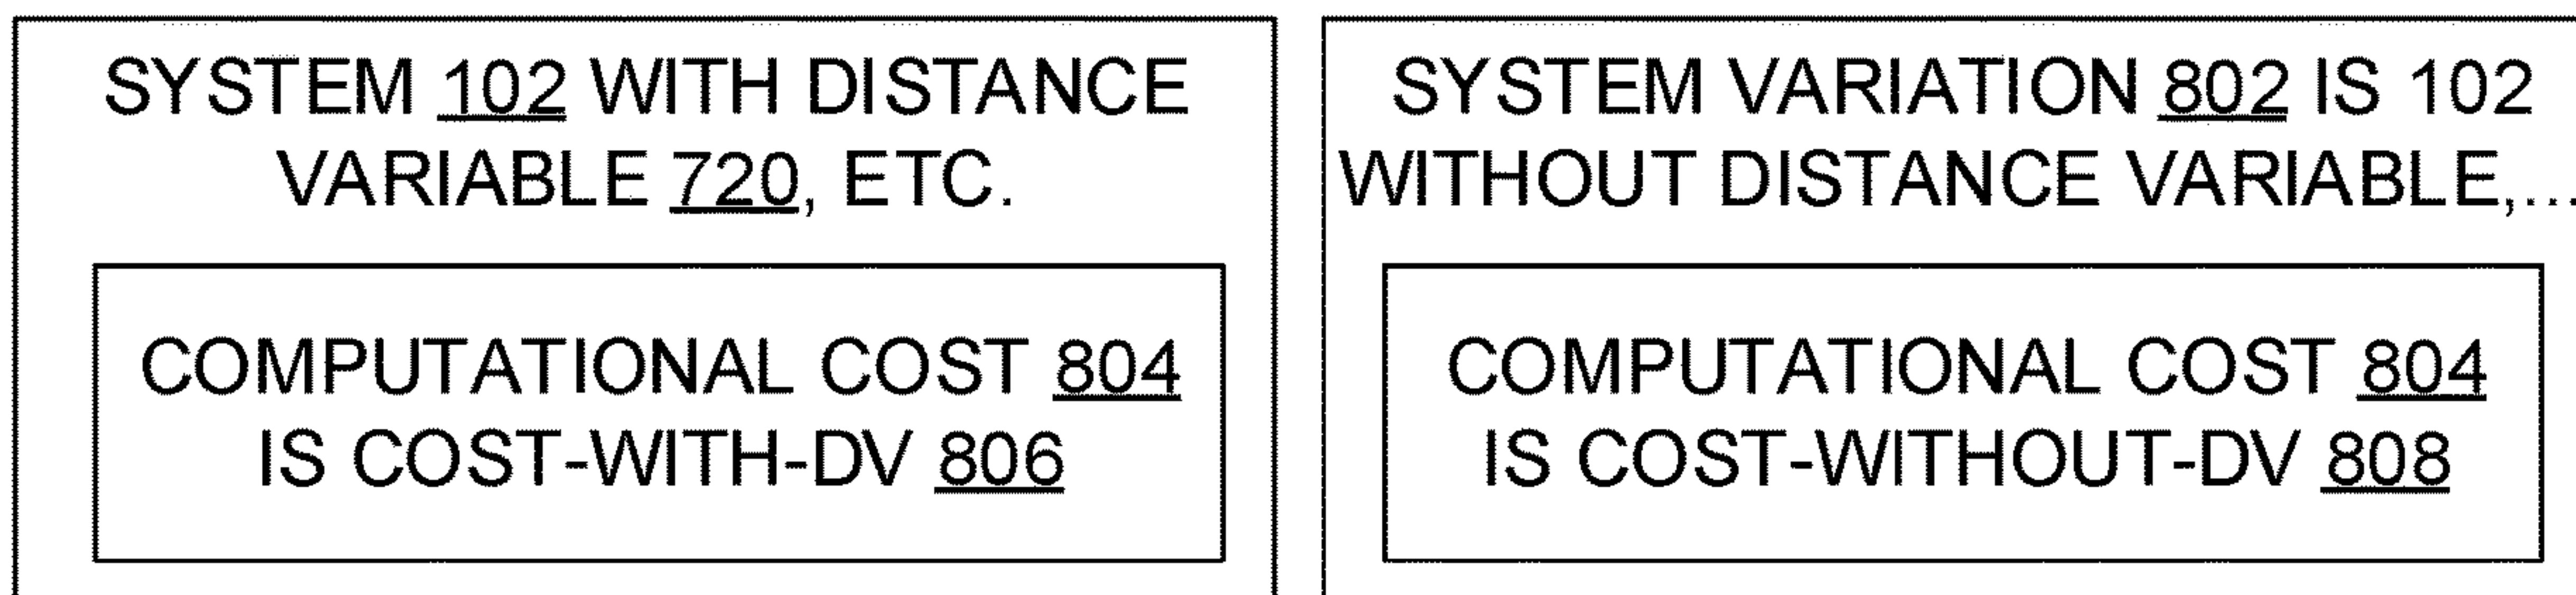 SYSTEM 102 WITH DISTANCE
VARIABLE 720, ETC.
COMPUTATIONAL COST 804
IS COST-WITH-DV 806
SYSTEM VARIATION 802 IS 102
WITHOUT DISTANCE VARIABLE,...
COMPUTATIONAL COST 804
IS COST-WITHOUT-DV 808